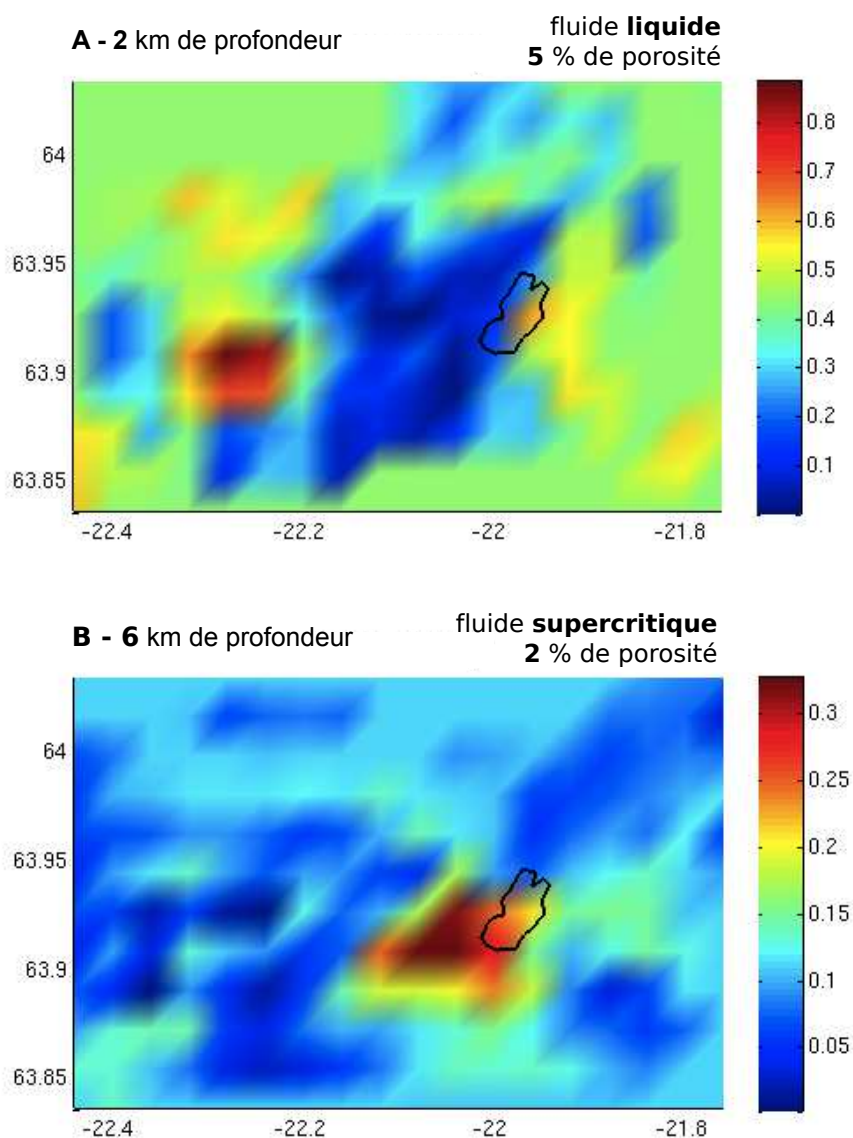 A - 2 km de profondeur
fluide liquide
5 % de porosité
64
63.95
63.9
63.85
-22.4 -22.2 -22 -21.8
0.8
0.7
0.6
0.5
0.4
0.3
0.2
0.1
B - 6 km de profondeur
fluide supercritique
2 % de porosité
64
63.95
63.9
63.85
-22.4 -22.2 -22 -21.8
0.3
0.25
0.2
0.15
0.1
0.05